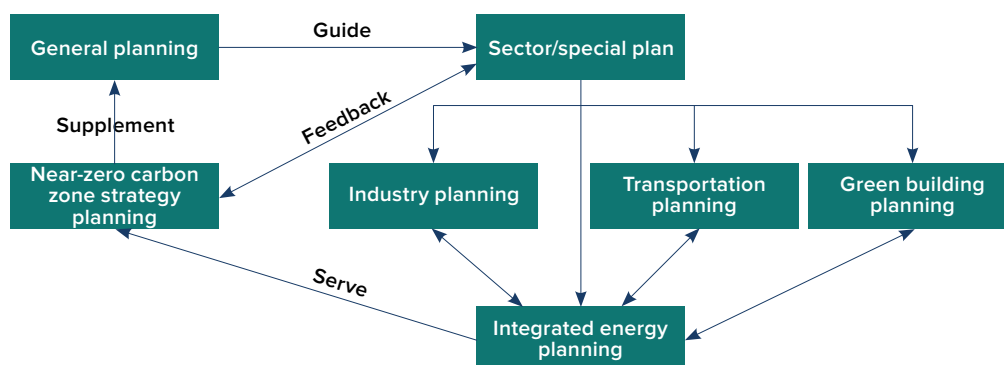 General planning
Guide
Sector/special plan
Supplement
Feedback
Near-zero carbon
zone strategy
planning
Industry planning
Transportation
planning
Green building
planning
Serve
Integrated energy
planning